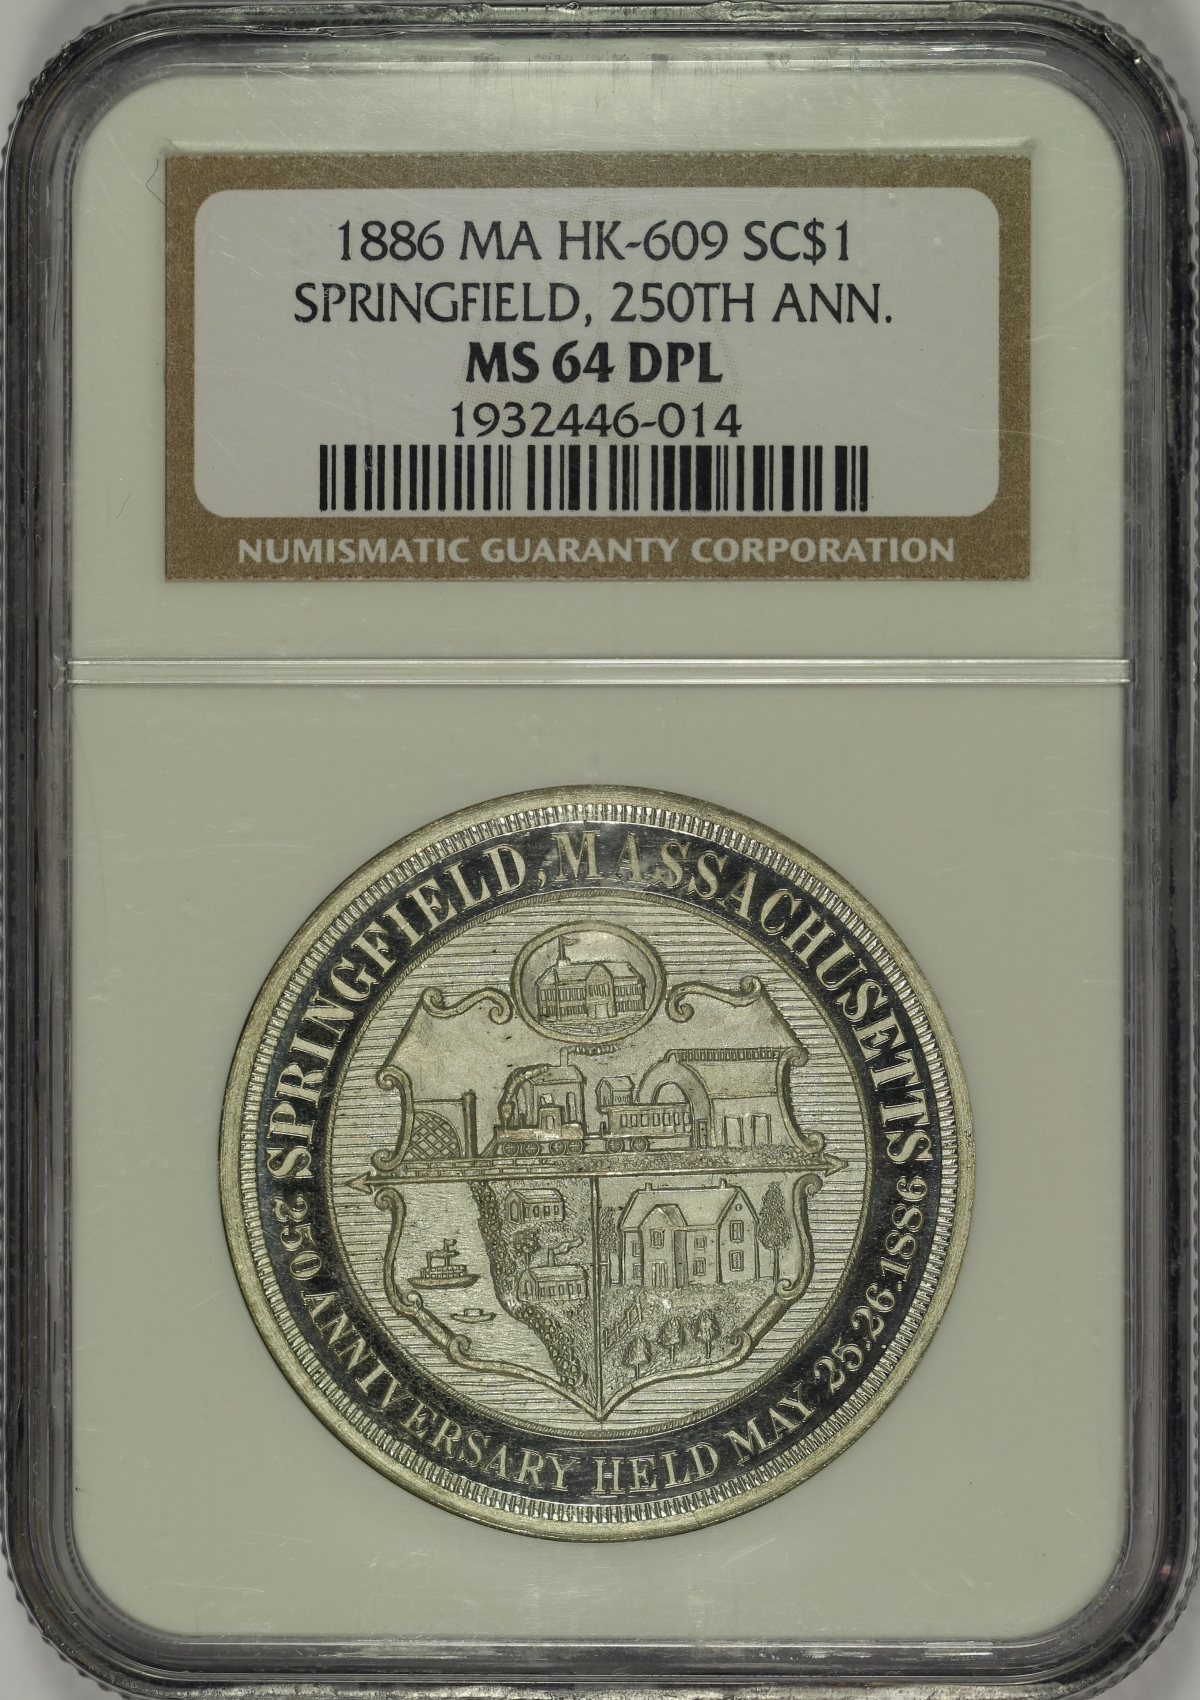 1886 MA HK-609 SC$1
SPRINGFIELD, 250TH ANN.
MS 64 DPL
1932446-014
NUMISMATIC GUARANTY CORPORATION
SPRINGFIELD, MASSACHUSETTS
250 ANNIVERSARY HELD MAY 25.26.1886